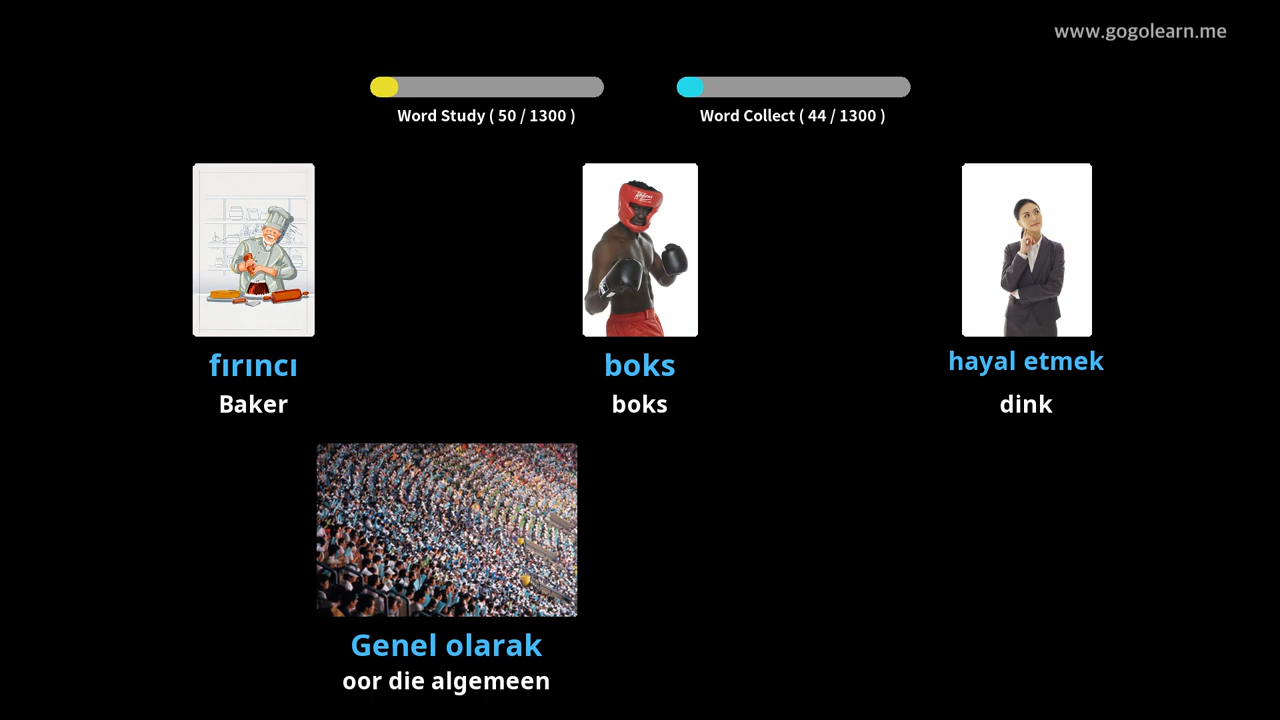 www.gogolearn.me
Word Study ( 50 / 1300 )
Word Collect ( 44 / 1300 )
fırıncı
Baker
boks
boks
hayal etmek
dink
Genel olarak
oor die algemeen